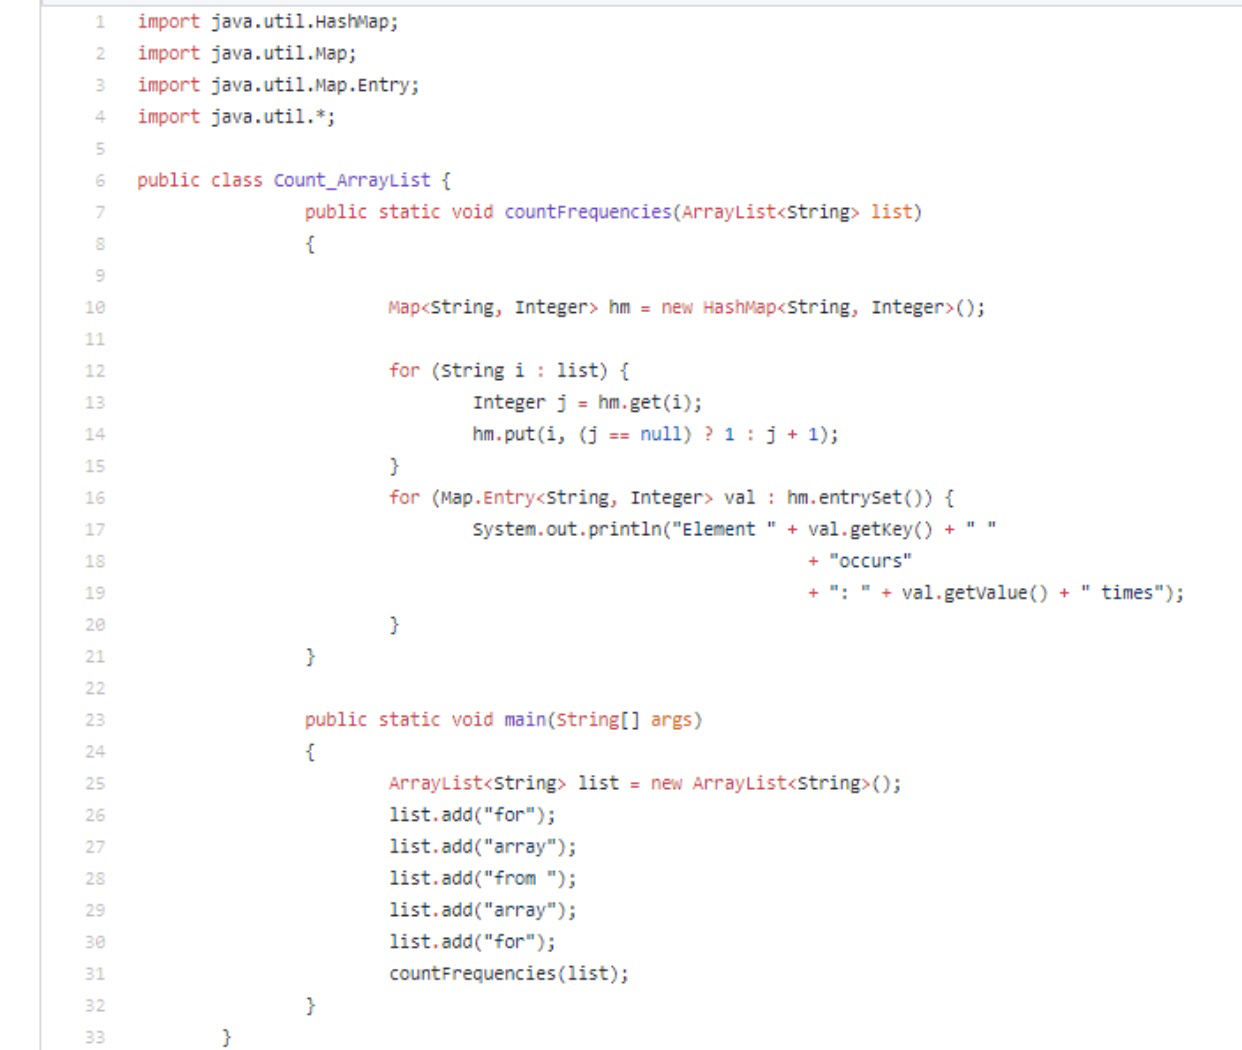 1 import java.util.HashMap;
2 import java.util.Map;
3 import java.util.Map.Entry;
4 import java.util.*;
5
6 public class Count_ArrayList {
7 public static void countFrequencies(ArrayList<String> list)
8 {
9
10 Map<String, Integer> hm = new HashMap<String, Integer>();
11
12 for (String i : list) {
13 Integer j = hm.get(i);
14 hm.put(i, (j == null) ? 1 : j + 1);
15 }
16 for (Map.Entry<String, Integer> val : hm.entrySet()) {
17 System.out.println("Element " + val.getKey() + " "
18 + "occurs"
19 + ": " + val.getValue() + " times");
20 }
21 }
22
23 public static void main(String[] args)
24 {
25 ArrayList<String> list = new ArrayList<String>();
26 list.add("for");
27 list.add("array");
28 list.add("from ");
29 list.add("array");
30 list.add("for");
31 countFrequencies(list);
32 }
33 }